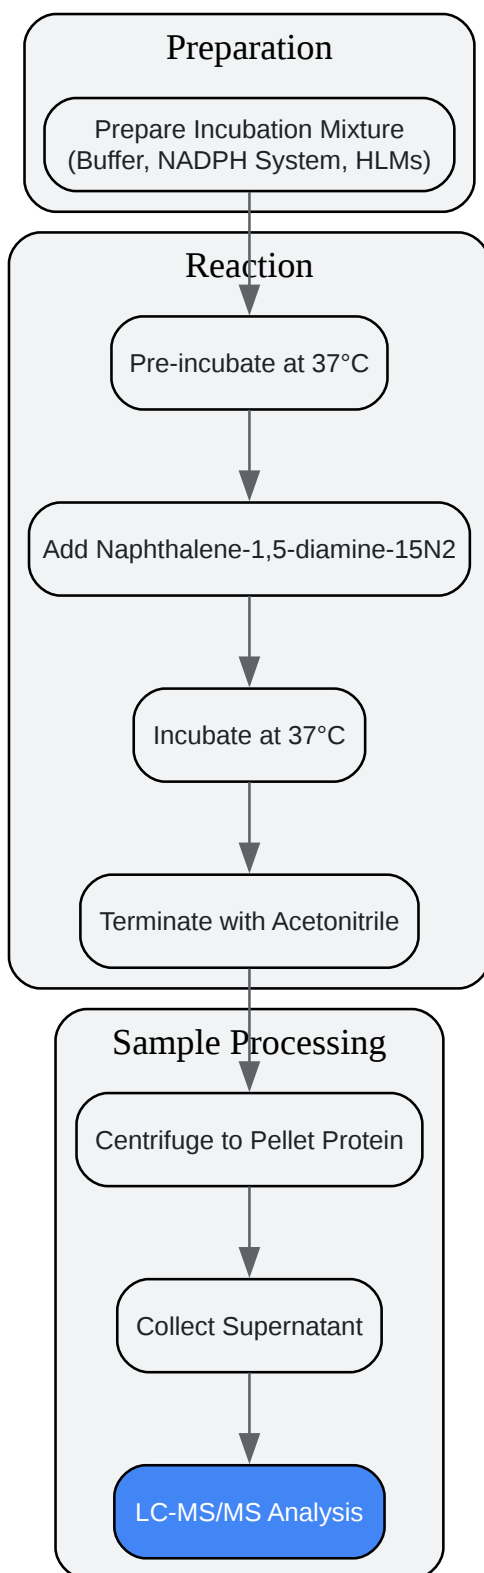 Preparation
Prepare Incubation Mixture
(Buffer, NADPH System, HLMs)
Reaction
Pre-incubate at 37°C
Add Naphthalene-1,5-diamine-15N2
Incubate at 37°C
Terminate with Acetonitrile
Sample Processing
Centrifuge to Pellet Protein
Collect Supernatant
LC-MS/MS Analysis